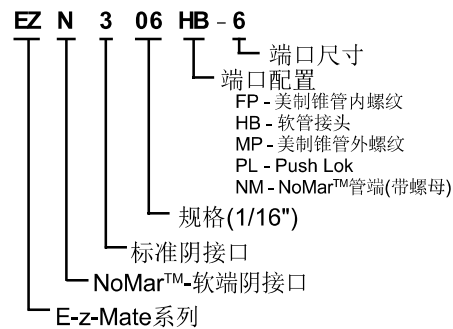 EZ N 3 06 HB - 6
端口尺寸
端口配置
FP - 美制锥管内螺纹
HB - 软管接头
MP - 美制锥管外螺纹
PL - Push Lok
NM - NoMar™管端(带螺母)
规格(1/16")
标准阴接口
NoMar™-软端阴接口
E-z-Mate系列